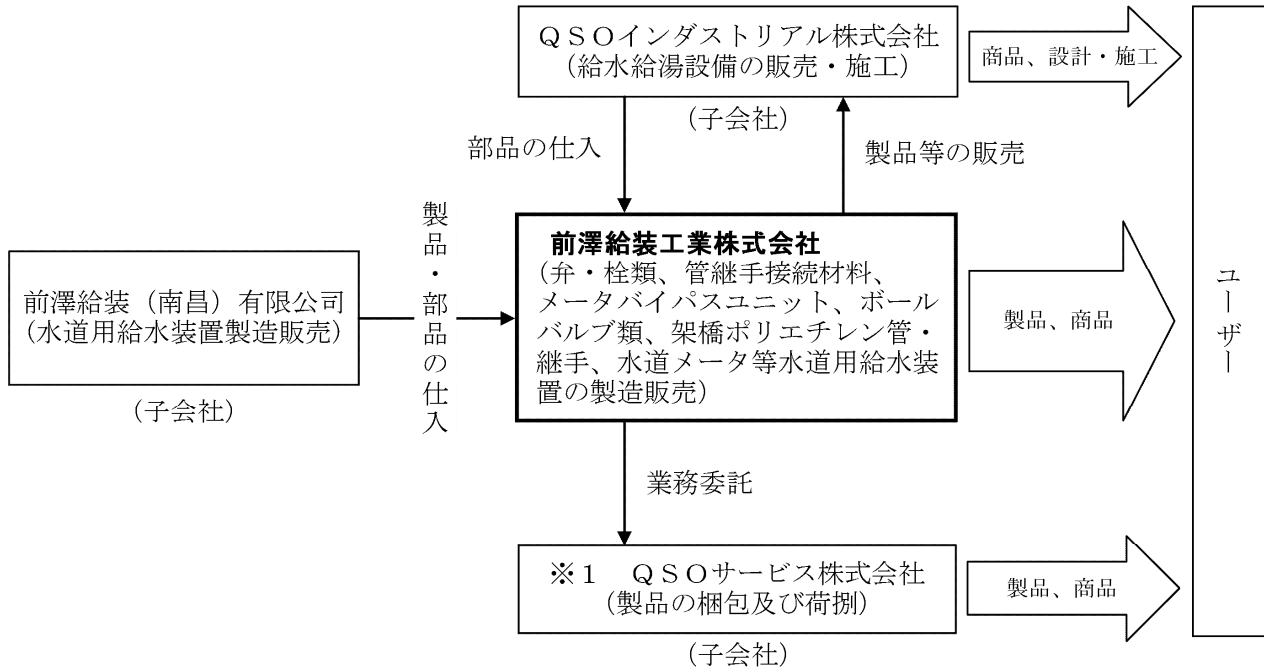 QSOインダストリアル株式会社
(給水給湯設備の販売・施工)
(子会社)
商品、設計・施工
部品の仕入
製品等の販売
製品・部品の仕入
前澤給装(南昌)有限公司
(水道用給水装置製造販売)
(子会社)
前澤給装工業株式会社
(弁・栓類、管継手接続材料、
メータバイパスユニット、ボール
バルブ類、架橋ポリエチレン管・
継手、水道メータ等水道用給水装
置の製造販売)
製品、商品
ユーザー
業務委託
※1 QSOサービス株式会社
(製品の梱包及び荷捌)
(子会社)
製品、商品